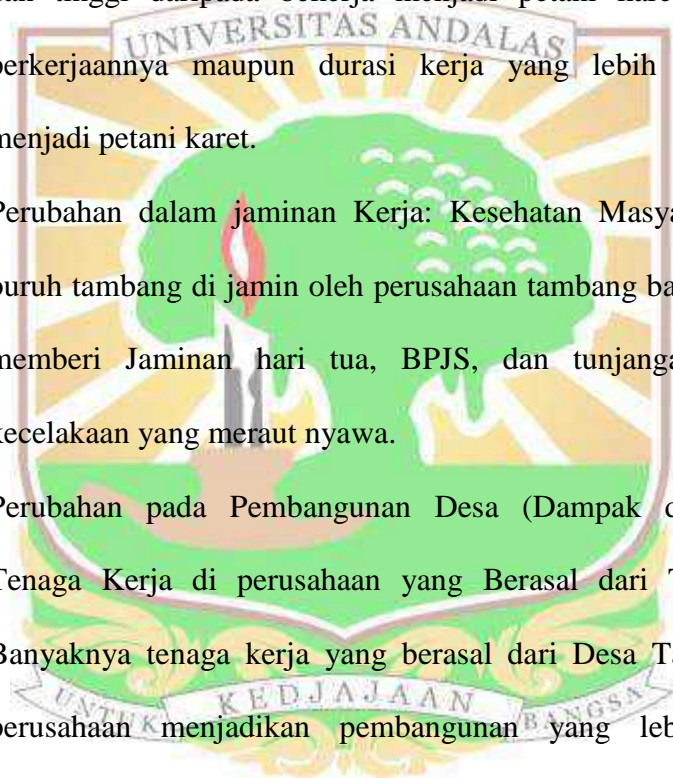 dan tinggi daripada bekerja menjadi petani kare
UNIVERSITAS ANDALAS
perkerjaannya maupun durasi kerja yang lebih
menjadi petani karet.
Perubahan dalam jaminan Kerja: Kesehatan Masya
buruh tambang di jamin oleh perusahaan tambang ba
memberi Jaminan hari tua, BPJS, dan tunjanga
kecelakaan yang meraut nyawa.
Perubahan pada Pembangunan Desa (Dampak d
Tenaga Kerja di perusahaan yang Berasal dari T
Banyaknya tenaga kerja yang berasal dari Desa Ta
UNTUK KEDJAJAAN BANGSA
perusahaan menjadikan pembangunan yang leb